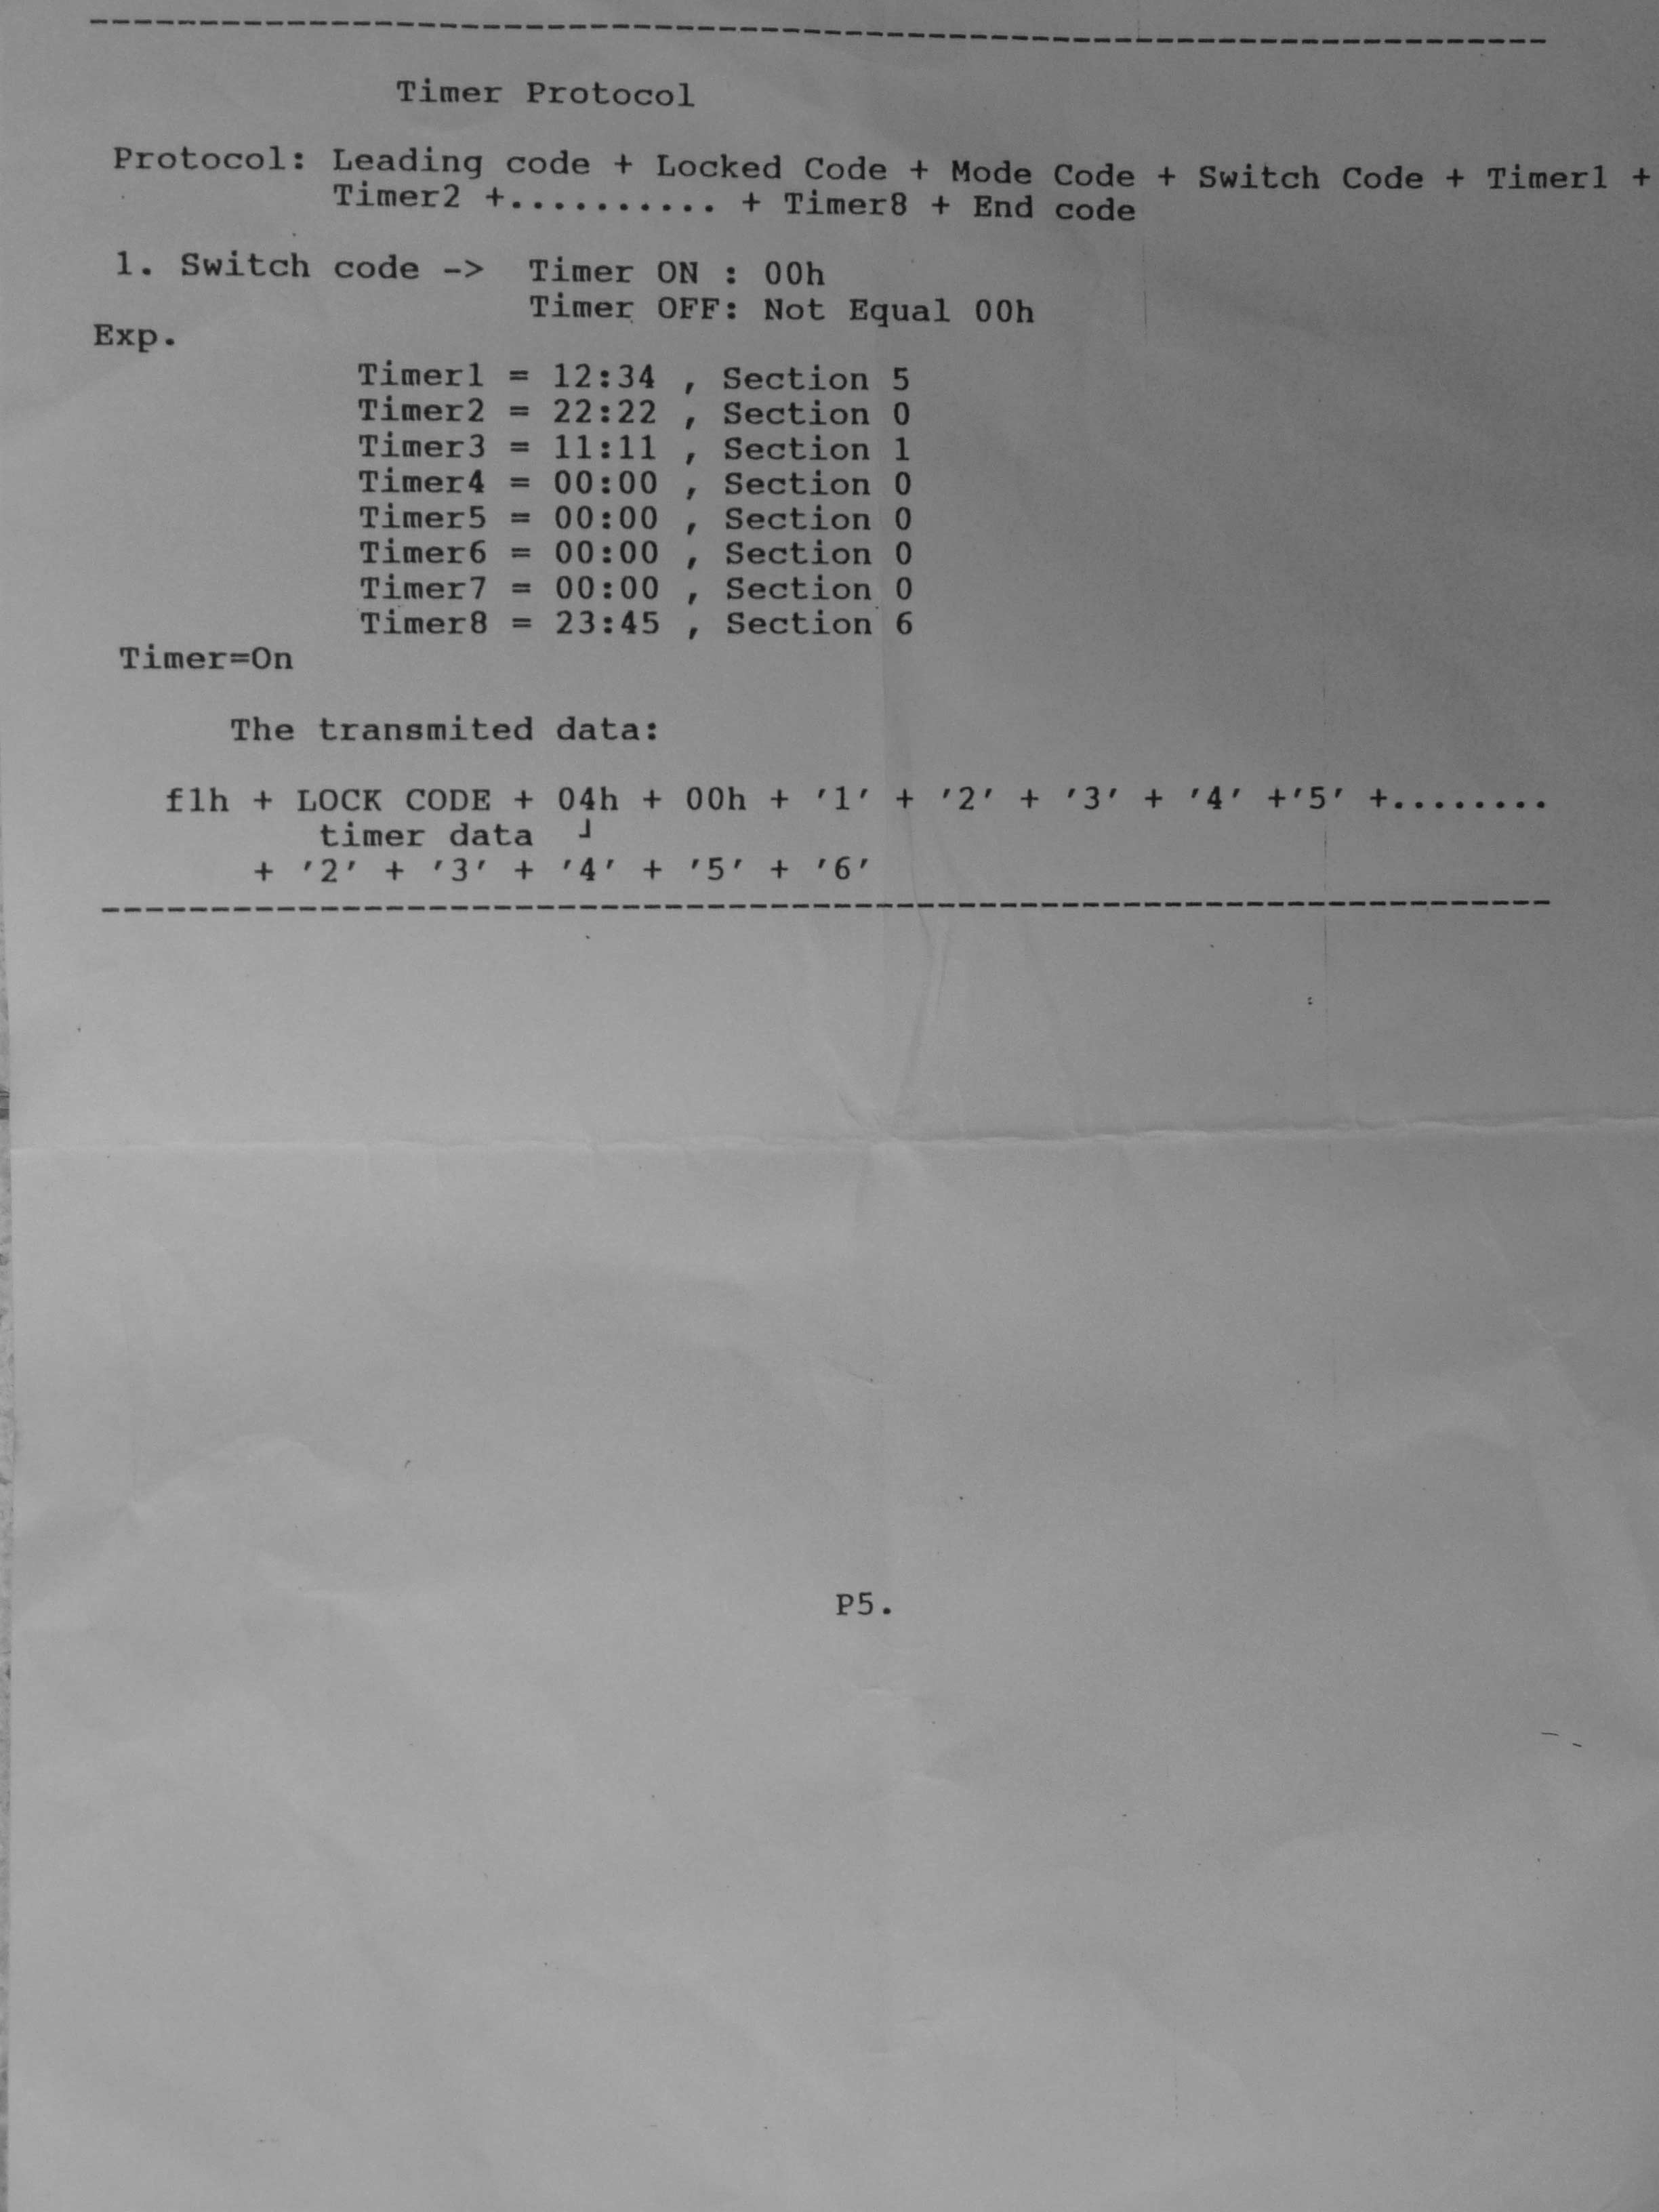 Timer Protocol
Protocol: Leading code + Locked Code + Mode Code + Switch Code + Timer1 +
Timer2 +.......... + Timer8 + End code
1. Switch code -> Timer ON : 00h
Timer OFF: Not Equal 00h
Exp.
Timer1 = 12:34 , Section 5
Timer2 = 22:22 , Section 0
Timer3 = 11:11 , Section 1
Timer4 = 00:00 , Section 0
Timer5 = 00:00 , Section 0
Timer6 = 00:00 , Section 0
Timer7 = 00:00 , Section 0
Timer8 = 23:45 , Section 6
Timer=On
The transmited data:
f1h + LOCK CODE + 04h + 00h + '1' + '2' + '3' + '4' +'5' +........
timer data ┘
+ '2' + '3' + '4' + '5' + '6'
P5.